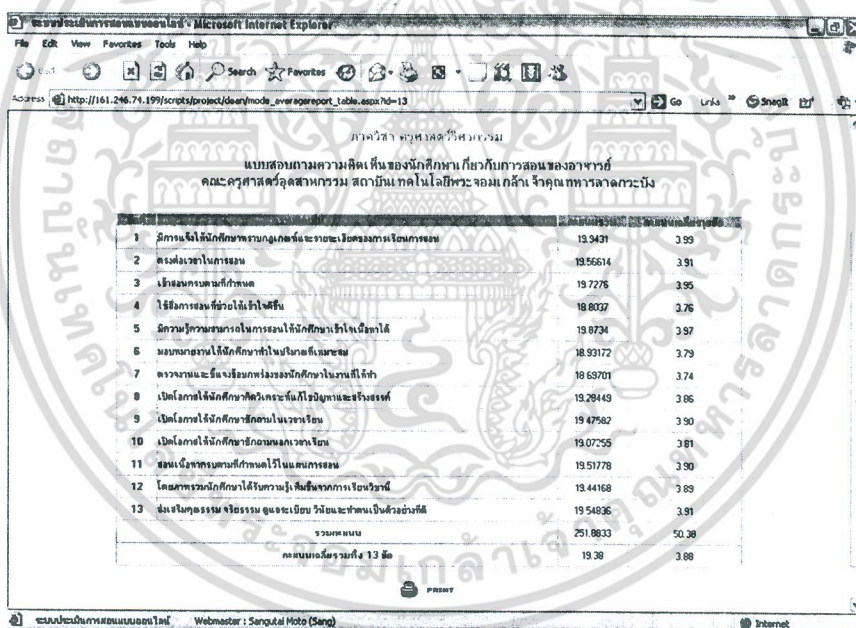 ระบบประเมินการสอนแบบออนไลน์ - Microsoft Internet Explorer
File Edit View Favorites Tools Help
Search Favorites
Address http://161.246.74.199/scripts/project/dean/mode_averagereport_table.aspx?id=13 Go Links » SnagIt
ภาควิชา ครุศาสตร์วิศวกรรม
แบบสอบถามความคิดเห็นของนักศึกษาเกี่ยวกับการสอนของอาจารย์
คณะครุศาสตร์อุตสาหกรรม สถาบันเทคโนโลยีพระจอมเกล้าเจ้าคุณทหารลาดกระบัง
1 มีการแจ้งให้นักศึกษาทราบกฎเกณฑ์และรายละเอียดของการเรียนการสอน 19.9431 3.99
2 ตรงต่อเวลาในการสอน 19.56614 3.91
3 เข้าสอนครบตามที่กำหนด 19.7276 3.95
4 ใช้สื่อการสอนที่ช่วยให้เข้าใจดีขึ้น 18.8037 3.76
5 มีความรู้ความสามารถในการสอนให้นักศึกษาเข้าใจเนื้อหาได้ 19.8734 3.97
6 มอบหมายงานให้นักศึกษาทำในปริมาณที่เหมาะสม 18.93172 3.79
7 ตรวจงานและชี้แจงข้อบกพร่องของนักศึกษาในงานที่ให้ทำ 18.69701 3.74
8 เปิดโอกาสให้นักศึกษาคิดวิเคราะห์แก้ไขปัญหาและสร้างสรรค์ 19.28449 3.86
9 เปิดโอกาสให้นักศึกษาซักถามในเวลาเรียน 19.47582 3.90
10 เปิดโอกาสให้นักศึกษาซักถามนอกเวลาเรียน 19.07255 3.81
11 สอนเนื้อหาครบตามที่กำหนดไว้ในแผนการสอน 19.51778 3.90
12 โดยภาพรวมนักศึกษาได้รับความรู้เพิ่มขึ้นจากการเรียนวิชานี้ 19.44168 3.89
13 ส่งเสริมคุณธรรม จริยธรรม ดูแลระเบียบ วินัยและทำตนเป็นตัวอย่างที่ดี 19.54836 3.91
รวมคะแนน 251.8833 50.38
คะแนนเฉลี่ยรวมทั้ง 13 ข้อ 19.38 3.88
PRINT
ระบบประเมินการสอนแบบออนไลน์ Webmaster : Sangutai Moto (Sang) Internet